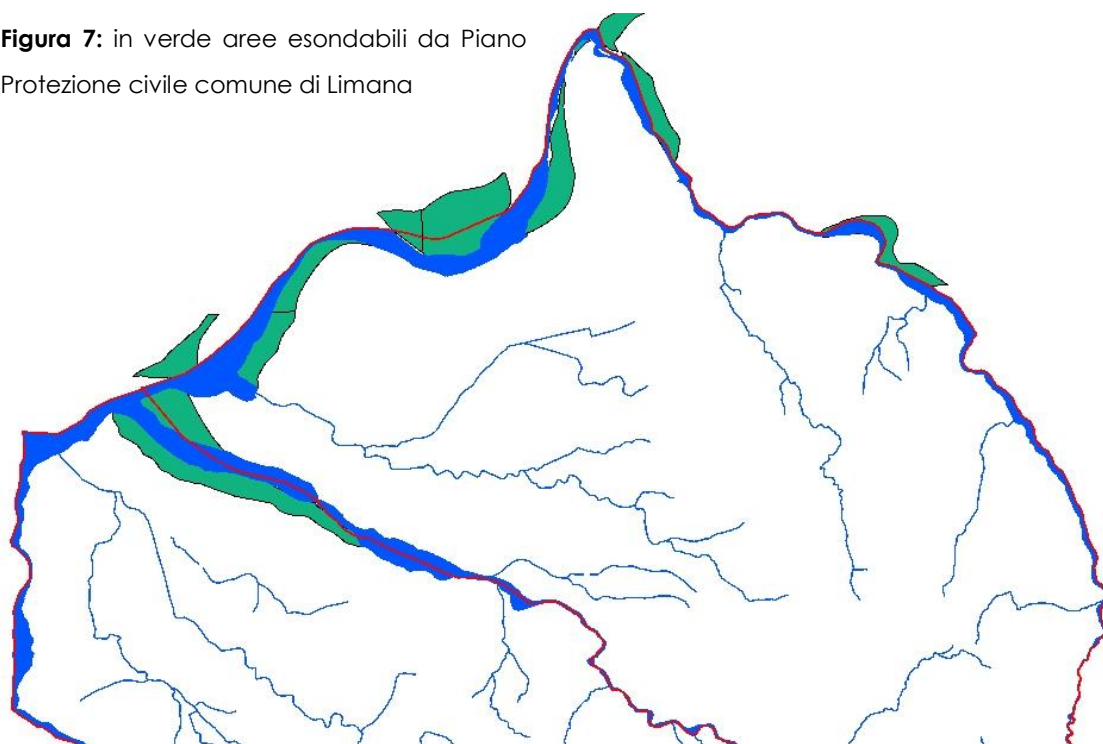 Figura 7: in verde aree esondabili da Piano
Protezione civile comune di Limana